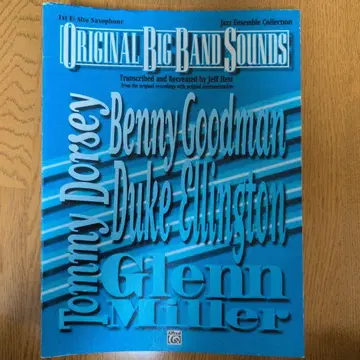 1st E♭ Alto Saxophone
Jazz Ensemble Collection
ORIGINAL BIG BAND SOUNDS
Transcribed and Recreated by Jeff Hest
from the original recordings with original instrumentation
Tommy Dorsey
Benny Goodman
Duke Ellington
Glenn
Miller
Alfred